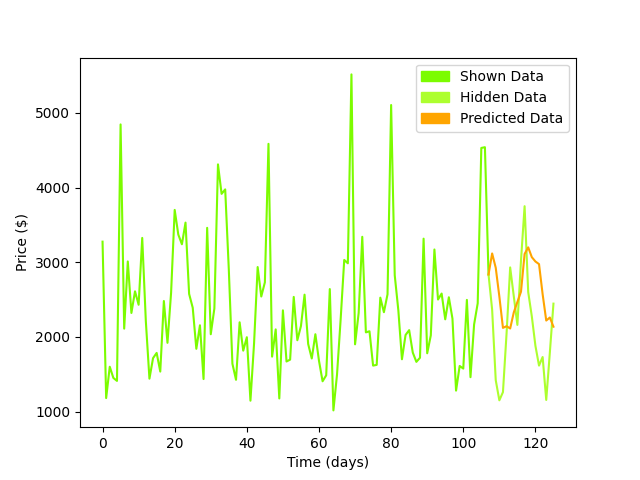 Shown Data
Hidden Data
Predicted Data
5000
4000
3000
2000
1000
Price ($)
0 20 40 60 80 100 120
Time (days)